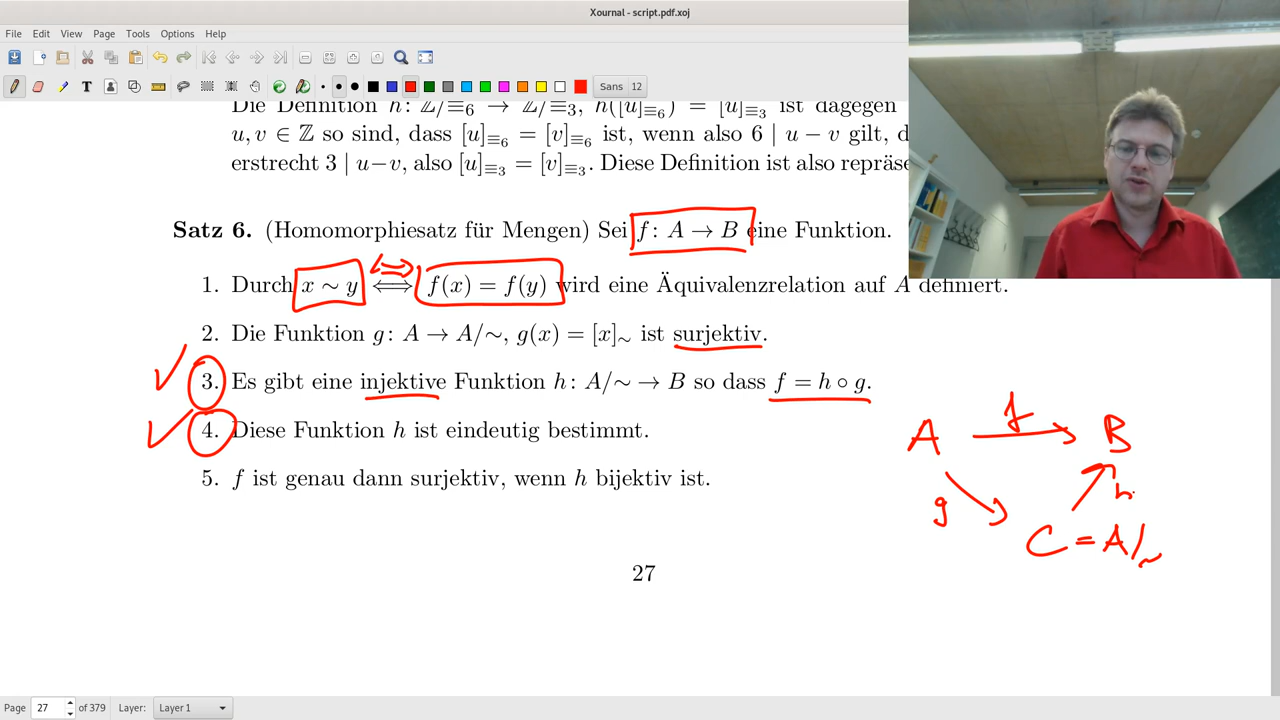 Xournal - script.pdf.xoj
File Edit View Page Tools Options Help
Sans 12
Die Definition h: ℤ/≡₆ → ℤ/≡₃, h([u]≡₆) = [u]≡₃ ist dagegen
u, v ∈ ℤ so sind, dass [u]≡₆ = [v]≡₆ ist, wenn also 6 | u − v gilt, d
erstrecht 3 | u−v, also [u]≡₃ = [v]≡₃. Diese Definition ist also repräse
Satz 6. (Homomorphiesatz für Mengen) Sei f: A → B eine Funktion.
1. Durch x ∼ y ⟺ f(x) = f(y) wird eine Äquivalenzrelation auf A definiert.
2. Die Funktion g: A → A/∼, g(x) = [x]∼ ist surjektiv.
3. Es gibt eine injektive Funktion h: A/∼ → B so dass f = h ∘ g.
4. Diese Funktion h ist eindeutig bestimmt.
5. f ist genau dann surjektiv, wenn h bijektiv ist.
A f B
g h
C = A/∼
27
Page 27 of 379 Layer: Layer 1